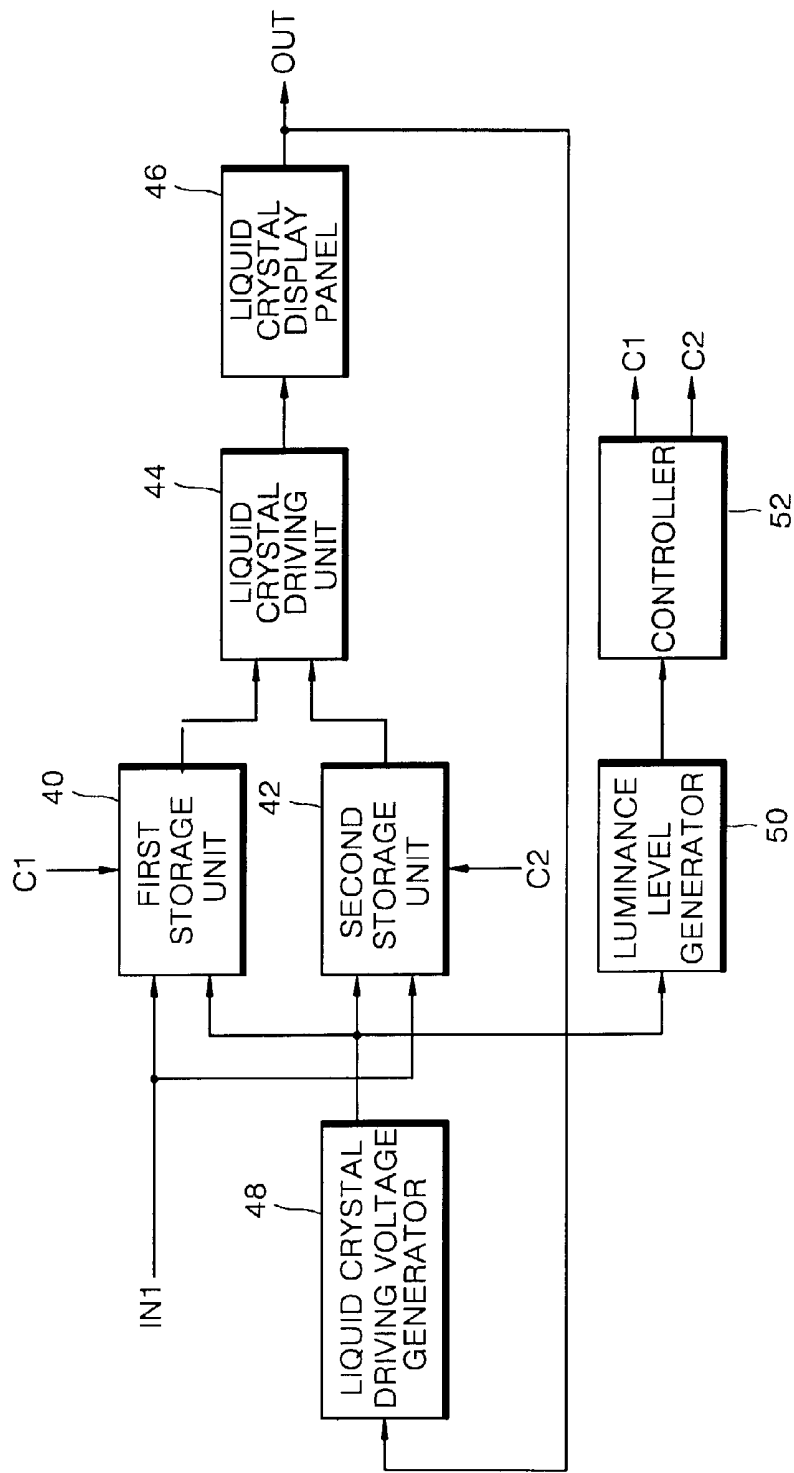 IN1
C1
40
FIRST
STORAGE
UNIT
42
SECOND
STORAGE
UNIT
C2
44
LIQUID
CRYSTAL
DRIVING
UNIT
46
LIQUID
CRYSTAL
DISPLAY
PANEL
OUT
48
LIQUID CRYSTAL
DRIVING VOLTAGE
GENERATOR
LUMINANCE
LEVEL
GENERATOR
50
CONTROLLER
52
C1
C2